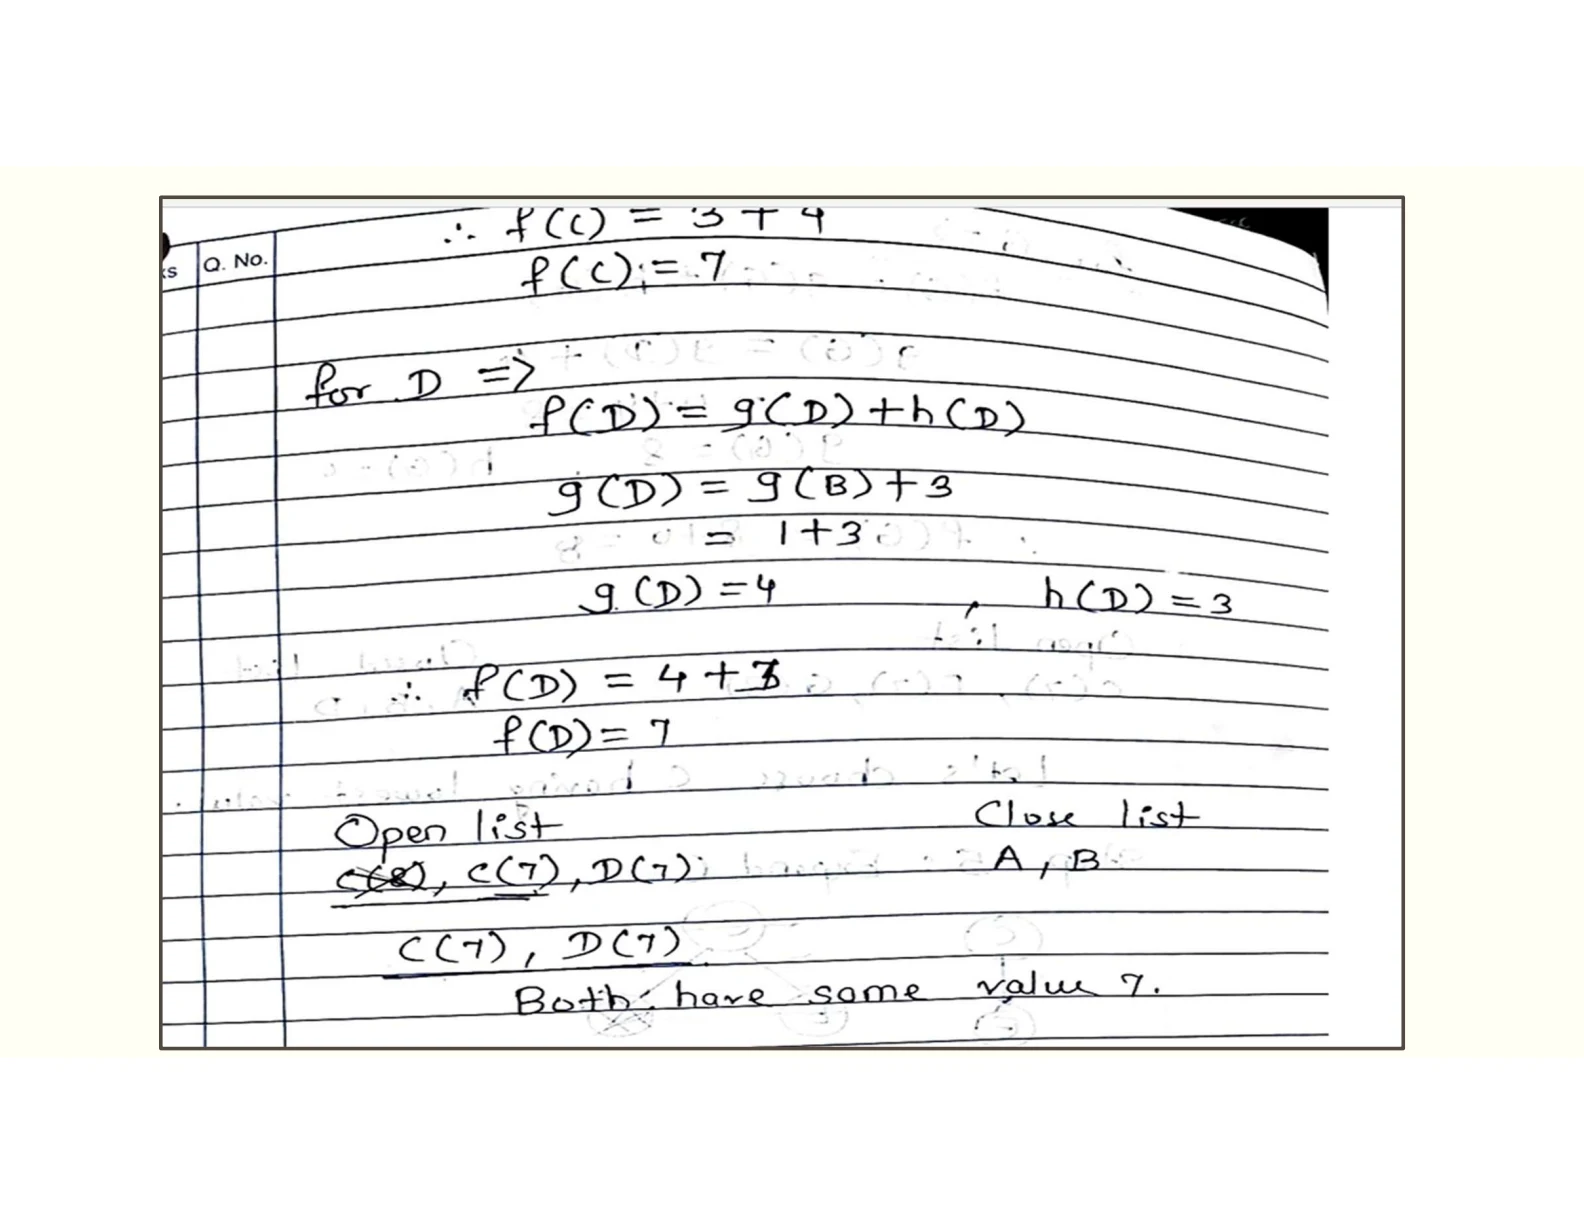 ∴ f(C) = 3 + 4
Q. No.
f(C) = 7
for D =>
f(D) = g(D) + h(D)
g(D) = g(B) + 3
= 1 + 3
g(D) = 4 , h(D) = 3
∴ f(D) = 4 + 3
f(D) = 7
Open list Close list
C(8), C(7), D(7) A, B
C(7), D(7)
Both have same value 7.